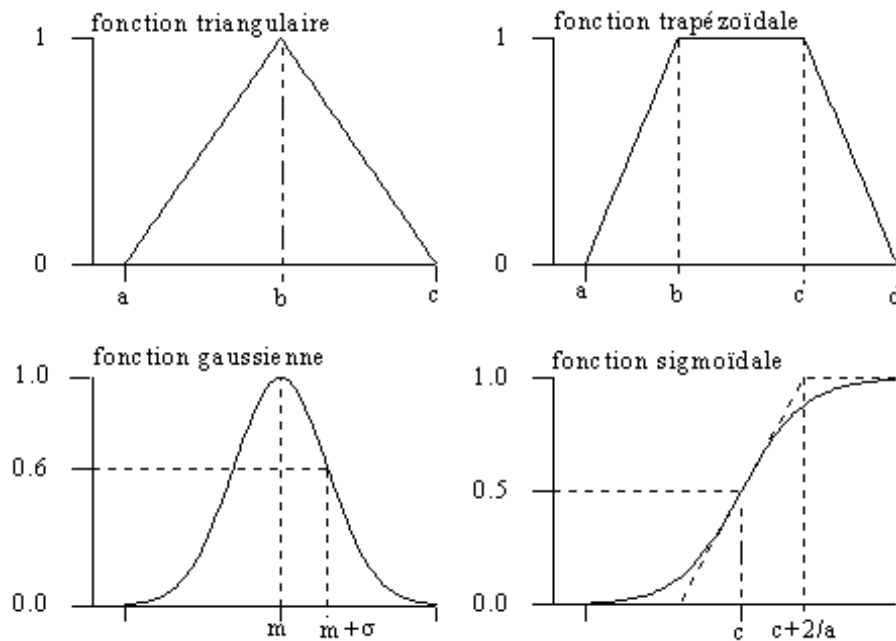 fonction triangulaire
1
0
a b c
fonction trapézoïdale
1
0
a b c d
fonction gaussienne
1.0
0.6
0.0
m m+σ
fonction sigmoïdale
1.0
0.5
0.0
c c+2/a